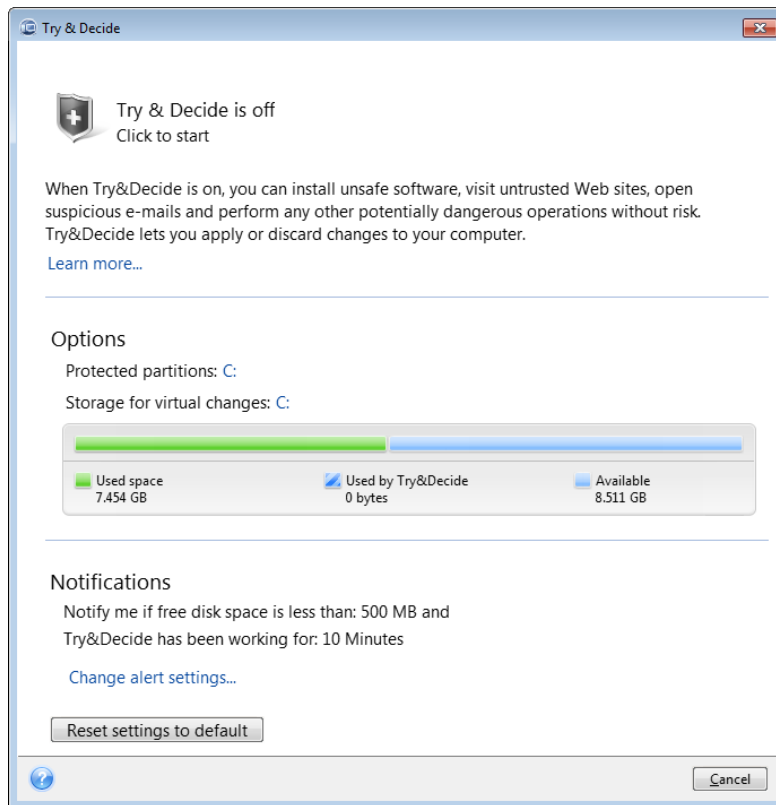 Try & Decide
Try & Decide is off
Click to start
When Try&Decide is on, you can install unsafe software, visit untrusted Web sites, open
suspicious e-mails and perform any other potentially dangerous operations without risk.
Try&Decide lets you apply or discard changes to your computer.
Learn more...
Options
Protected partitions: C:
Storage for virtual changes: C:
Used space
7.454 GB
Used by Try&Decide
0 bytes
Available
8.511 GB
Notifications
Notify me if free disk space is less than: 500 MB and
Try&Decide has been working for: 10 Minutes
Change alert settings...
Reset settings to default
?
Cancel